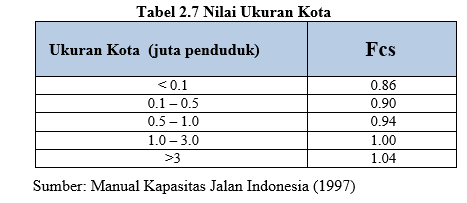 Tabel 2.7 Nilai Ukuran Kota
Ukuran Kota (juta penduduk) Fcs
< 0.1 0.86
0.1 – 0.5 0.90
0.5 – 1.0 0.94
1.0 – 3.0 1.00
>3 1.04
Sumber: Manual Kapasitas Jalan Indonesia (1997)